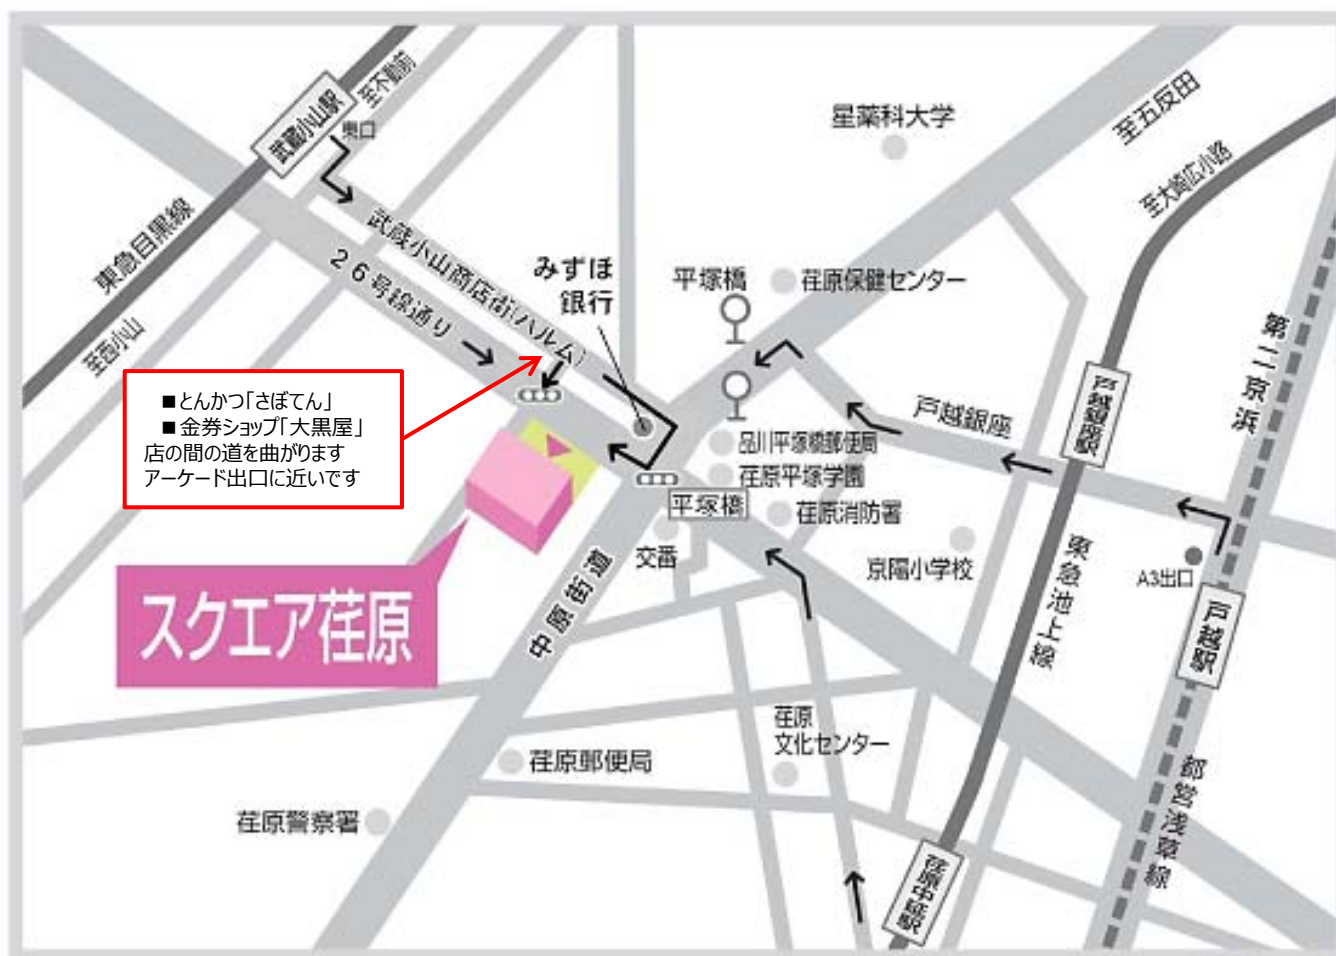 武蔵小山駅
至不動前
東口
東急目黒線
至西小山
武蔵小山商店街(パルム)
26号線通り
みずほ
銀行
星薬科大学
至五反田
至大崎広小路
平塚橋
荏原保健センター
第二京浜
戸越銀座駅
戸越銀座
■とんかつ「さぼてん」
■金券ショップ「大黒屋」
店の間の道を曲がります
アーケード出口に近いです
品川平塚橋郵便局
荏原平塚学園
平塚橋
荏原消防署
交番
京陽小学校
A3出口
戸越駅
東急池上線
スクエア荏原
中原街道
荏原
文化センター
荏原郵便局
荏原警察署
都営浅草線
荏原中延駅